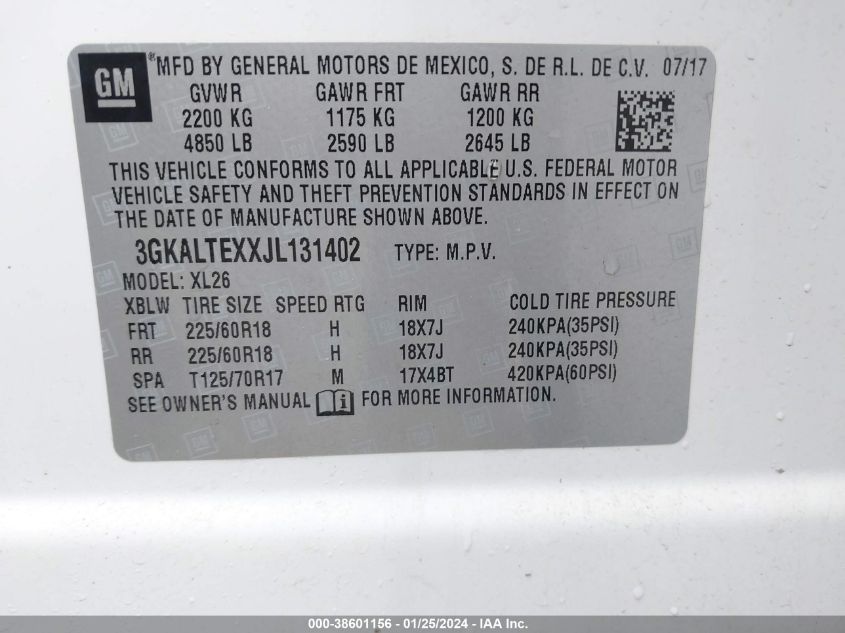 GM ® MFD BY GENERAL MOTORS DE MEXICO, S. DE R.L. DE C.V. 07/17
GVWR GAWR FRT GAWR RR
2200 KG 1175 KG 1200 KG
4850 LB 2590 LB 2645 LB
THIS VEHICLE CONFORMS TO ALL APPLICABLE U.S. FEDERAL MOTOR
VEHICLE SAFETY AND THEFT PREVENTION STANDARDS IN EFFECT ON
THE DATE OF MANUFACTURE SHOWN ABOVE.
3GKALTEXXJL131402 TYPE: M.P.V.
MODEL: XL26
XBLW TIRE SIZE SPEED RTG RIM COLD TIRE PRESSURE
FRT 225/60R18 H 18X7J 240KPA(35PSI)
RR 225/60R18 H 18X7J 240KPA(35PSI)
SPA T125/70R17 M 17X4BT 420KPA(60PSI)
SEE OWNER'S MANUAL FOR MORE INFORMATION.
000-38601156 - 01/25/2024 - IAA, Inc.